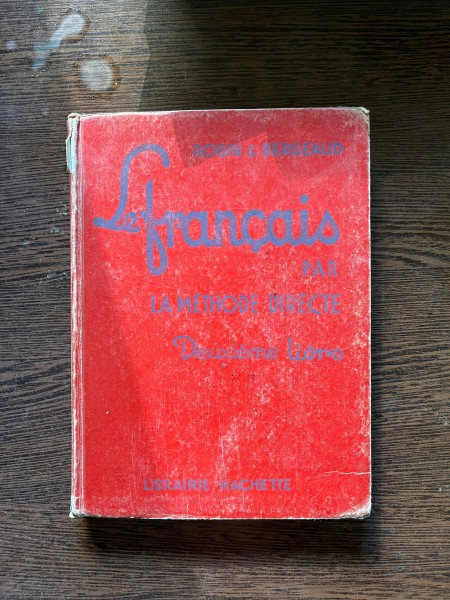 ROBIN & BERGEAUD
Le français
PAR
LA MÉTHODE DIRECTE
Deuxième livre
LIBRAIRIE HACHETTE